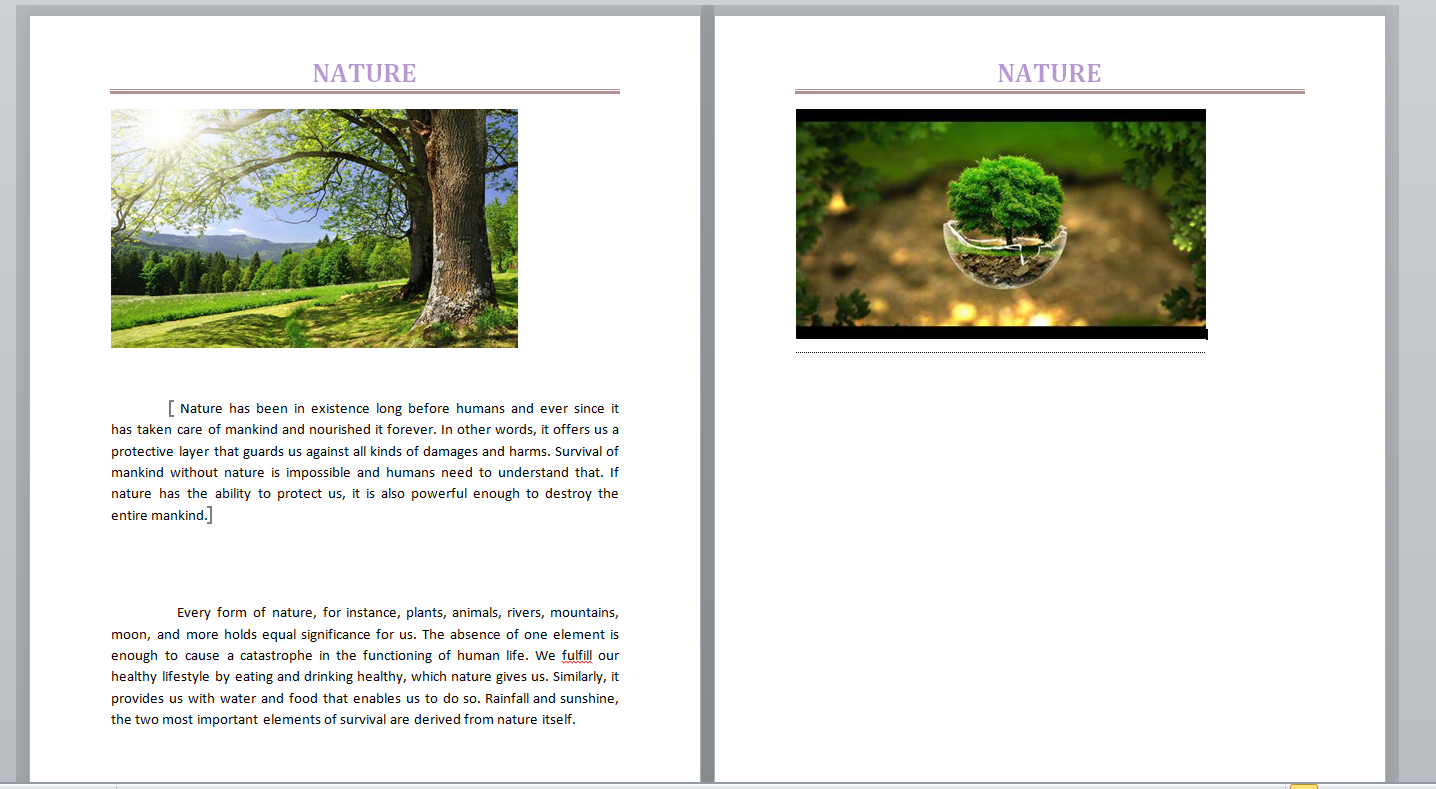 NATURE
[ Nature has been in existence long before humans and ever since it
has taken care of mankind and nourished it forever. In other words, it offers us a
protective layer that guards us against all kinds of damages and harms. Survival of
mankind without nature is impossible and humans need to understand that. If
nature has the ability to protect us, it is also powerful enough to destroy the
entire mankind.]
Every form of nature, for instance, plants, animals, rivers, mountains,
moon, and more holds equal significance for us. The absence of one element is
enough to cause a catastrophe in the functioning of human life. We fulfill our
healthy lifestyle by eating and drinking healthy, which nature gives us. Similarly, it
provides us with water and food that enables us to do so. Rainfall and sunshine,
the two most important elements of survival are derived from nature itself.
NATURE